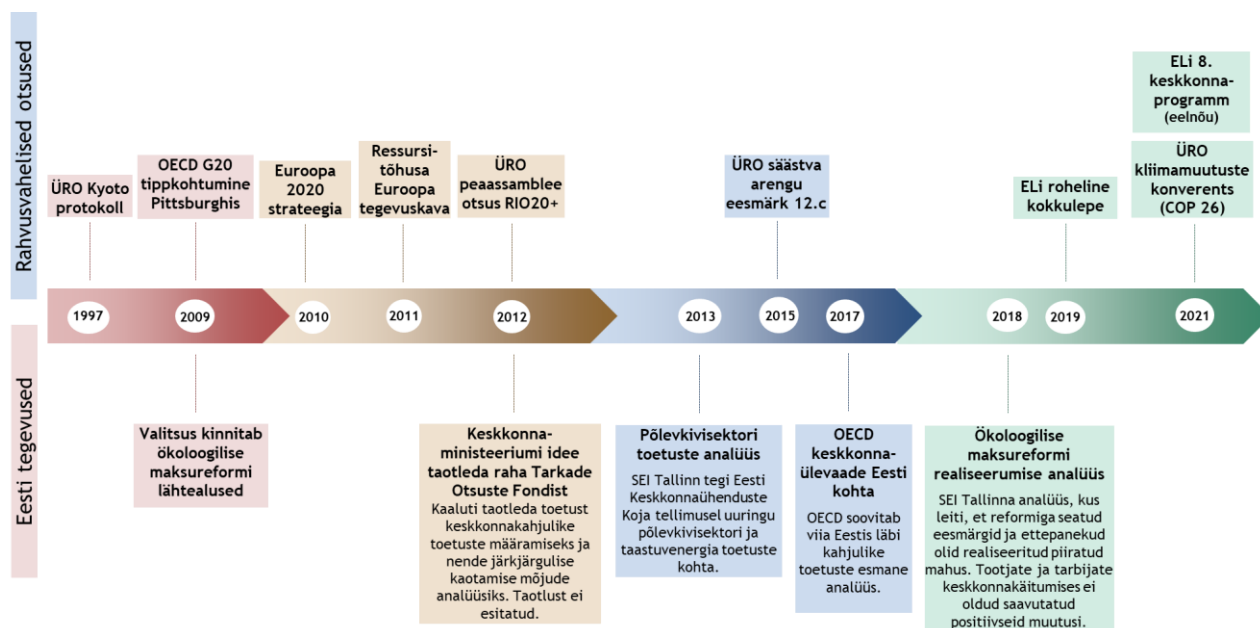 Rahvusvahelised otsused
ÜRO Kyoto
protokoll
OECD G20
tippkohtumine
Pittsburghis
Euroopa
2020
strateegia
Ressursi-
tõhusa
Euroopa
tegevuskava
ÜRO
peaassamblee
otsus RIO20+
ÜRO säästva
arengu
eesmärk 12.c
ELi roheline
kokkulepe
ELi 8.
keskkonna-
programm
(eelnõu)
ÜRO
kliimamuutuste
konverents
(COP 26)
1997
2009
2010
2011
2012
2013
2015
2017
2018
2019
2021
Eesti tegevused
Valitsus kinnitab
ökoloogilise
maksureformi
lähtealused
Keskkonna-
ministeeriumi idee
taotleda raha Tarkade
Otsuste Fondist
Kaaluti taotleda toetust
keskkonnakahjulike
toetuste määramiseks ja
nende järkjärgulise
kaotamise mõjude
analüüsiks. Taotlust ei
esitatud.
Põlevkivisektori
toetuste analüüs
SEI Tallinn tegi Eesti
Keskkonnaühenduste
Koja tellimusel uuringu
põlevkivisektori ja
taastuvenergia toetuste
kohta.
OECD
keskkonna-
ülevaade Eesti
kohta
OECD soovitab
viia Eestis läbi
kahjulike
toetuste esmane
analüüs.
Ökoloogilise
maksureformi
realiseerumise analüüs
SEI Tallinna analüüs, kus
leiti, et reformiga seatud
eesmärgid ja ettepanekud
olid realiseeritud piiratud
mahus. Tootjate ja tarbijate
keskkonnakäitumises ei
oldud saavutatud
positiivseid muutusi.